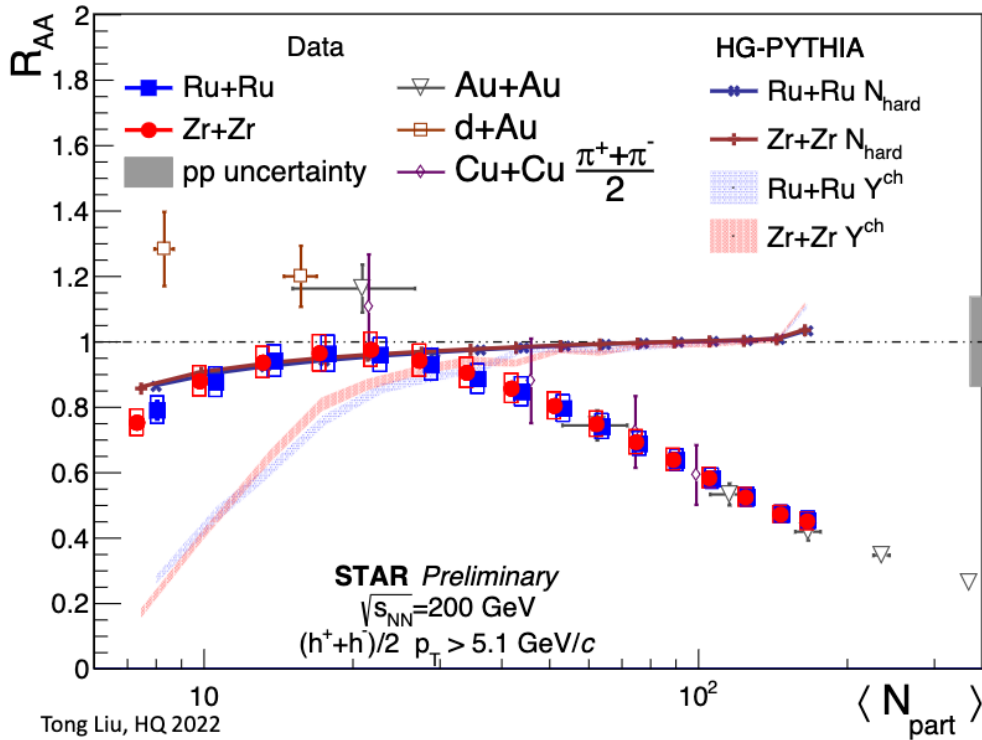 R_AA
2
1.8
1.6
1.4
1.2
1
0.8
0.6
0.4
0.2
0
Data
Ru+Ru
Zr+Zr
pp uncertainty
Au+Au
d+Au
Cu+Cu π⁺+π⁻/2
HG-PYTHIA
Ru+Ru N_hard
Zr+Zr N_hard
Ru+Ru Y^ch
Zr+Zr Y^ch
STAR Preliminary
√s_NN=200 GeV
(h⁺+h⁻)/2 p_T > 5.1 GeV/c
10
10²
⟨ N_part ⟩
Tong Liu, HQ 2022